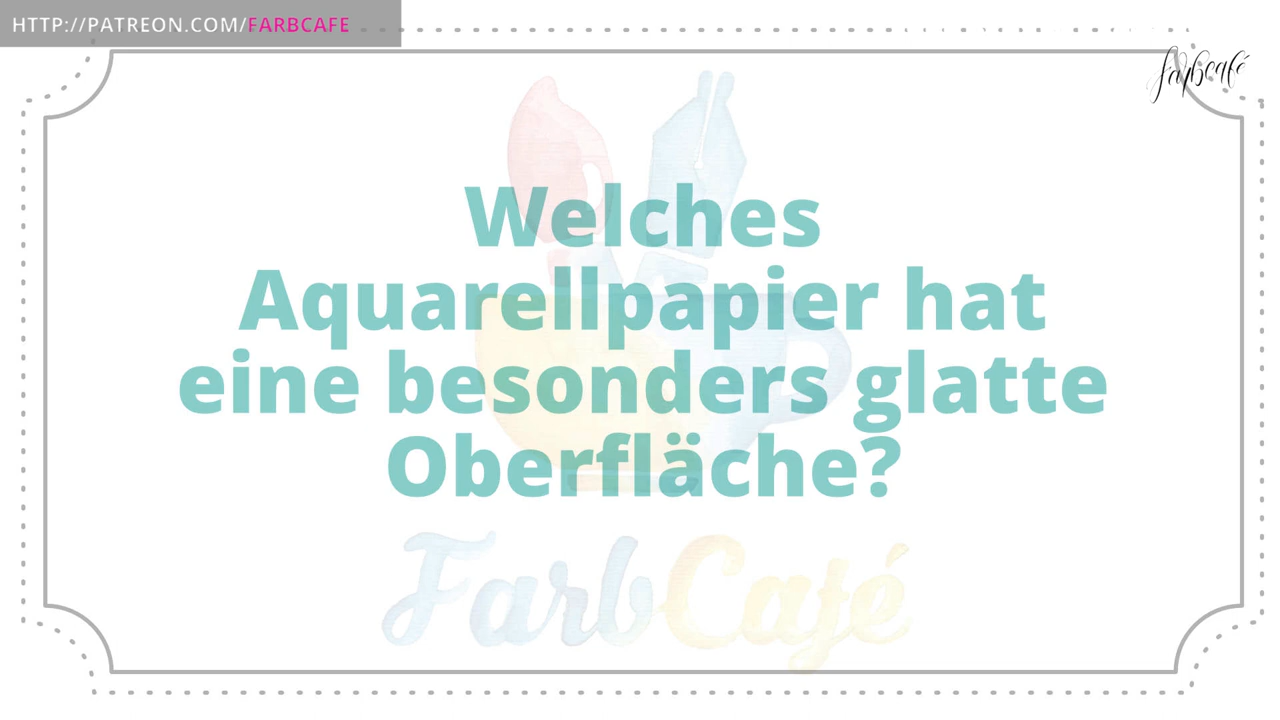 HTTP://PATREON.COM/FARBCAFE
farbcafé
Welches
Aquarellpapier hat
eine besonders glatte
Oberfläche?
FarbCafé